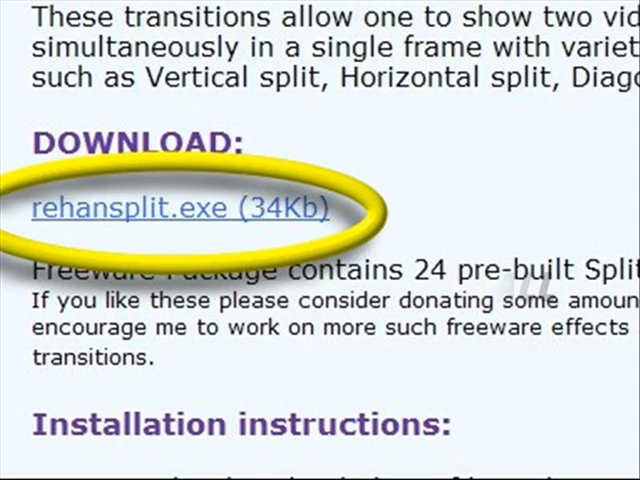 These transitions allow one to show two vid
simultaneously in a single frame with variet
such as Vertical split, Horizontal split, Diago
DOWNLOAD:
rehansplit.exe (34Kb)
Freeware Package contains 24 pre-built Split
If you like these please consider donating some amoun
encourage me to work on more such freeware effects
transitions.
Installation instructions: